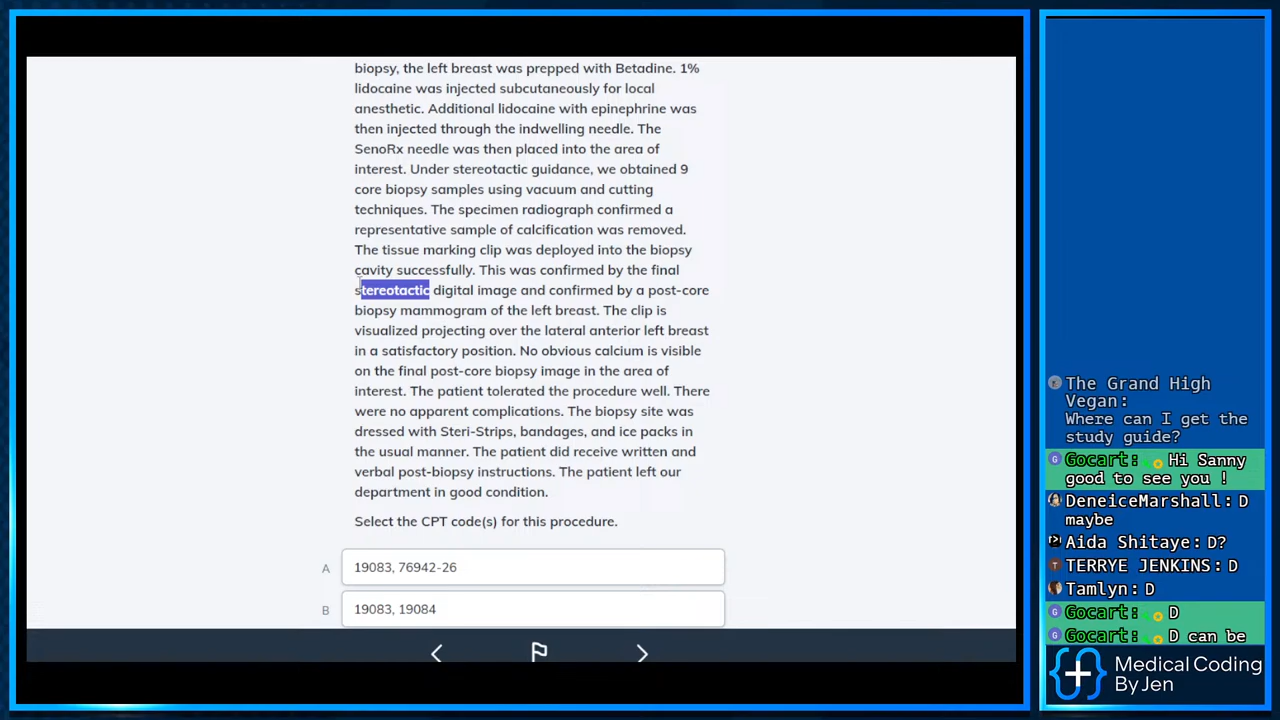 biopsy, the left breast was prepped with Betadine. 1%
lidocaine was injected subcutaneously for local
anesthetic. Additional lidocaine with epinephrine was
then injected through the indwelling needle. The
SenoRx needle was then placed into the area of
interest. Under stereotactic guidance, we obtained 9
core biopsy samples using vacuum and cutting
techniques. The specimen radiograph confirmed a
representative sample of calcification was removed.
The tissue marking clip was deployed into the biopsy
cavity successfully. This was confirmed by the final
stereotactic digital image and confirmed by a post-core
biopsy mammogram of the left breast. The clip is
visualized projecting over the lateral anterior left breast
in a satisfactory position. No obvious calcium is visible
on the final post-core biopsy image in the area of
interest. The patient tolerated the procedure well. There
were no apparent complications. The biopsy site was
dressed with Steri-Strips, bandages, and ice packs in
the usual manner. The patient did receive written and
verbal post-biopsy instructions. The patient left our
department in good condition.
Select the CPT code(s) for this procedure.
A 19083, 76942-26
B 19083, 19084
The Grand High
Vegan:
Where can I get the
study guide?
Gocart: Hi Sanny
good to see you !
DeneiceMarshall: D
maybe
Aida Shitaye: D?
TERRYE JENKINS: D
Tamlyn: D
Gocart: D
Gocart: D can be
Medical Coding
By Jen